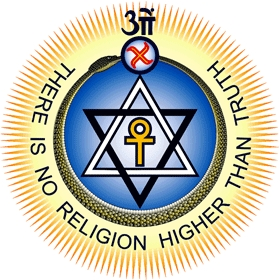 ॐ
THERE IS NO RELIGION HIGHER THAN TRUTH